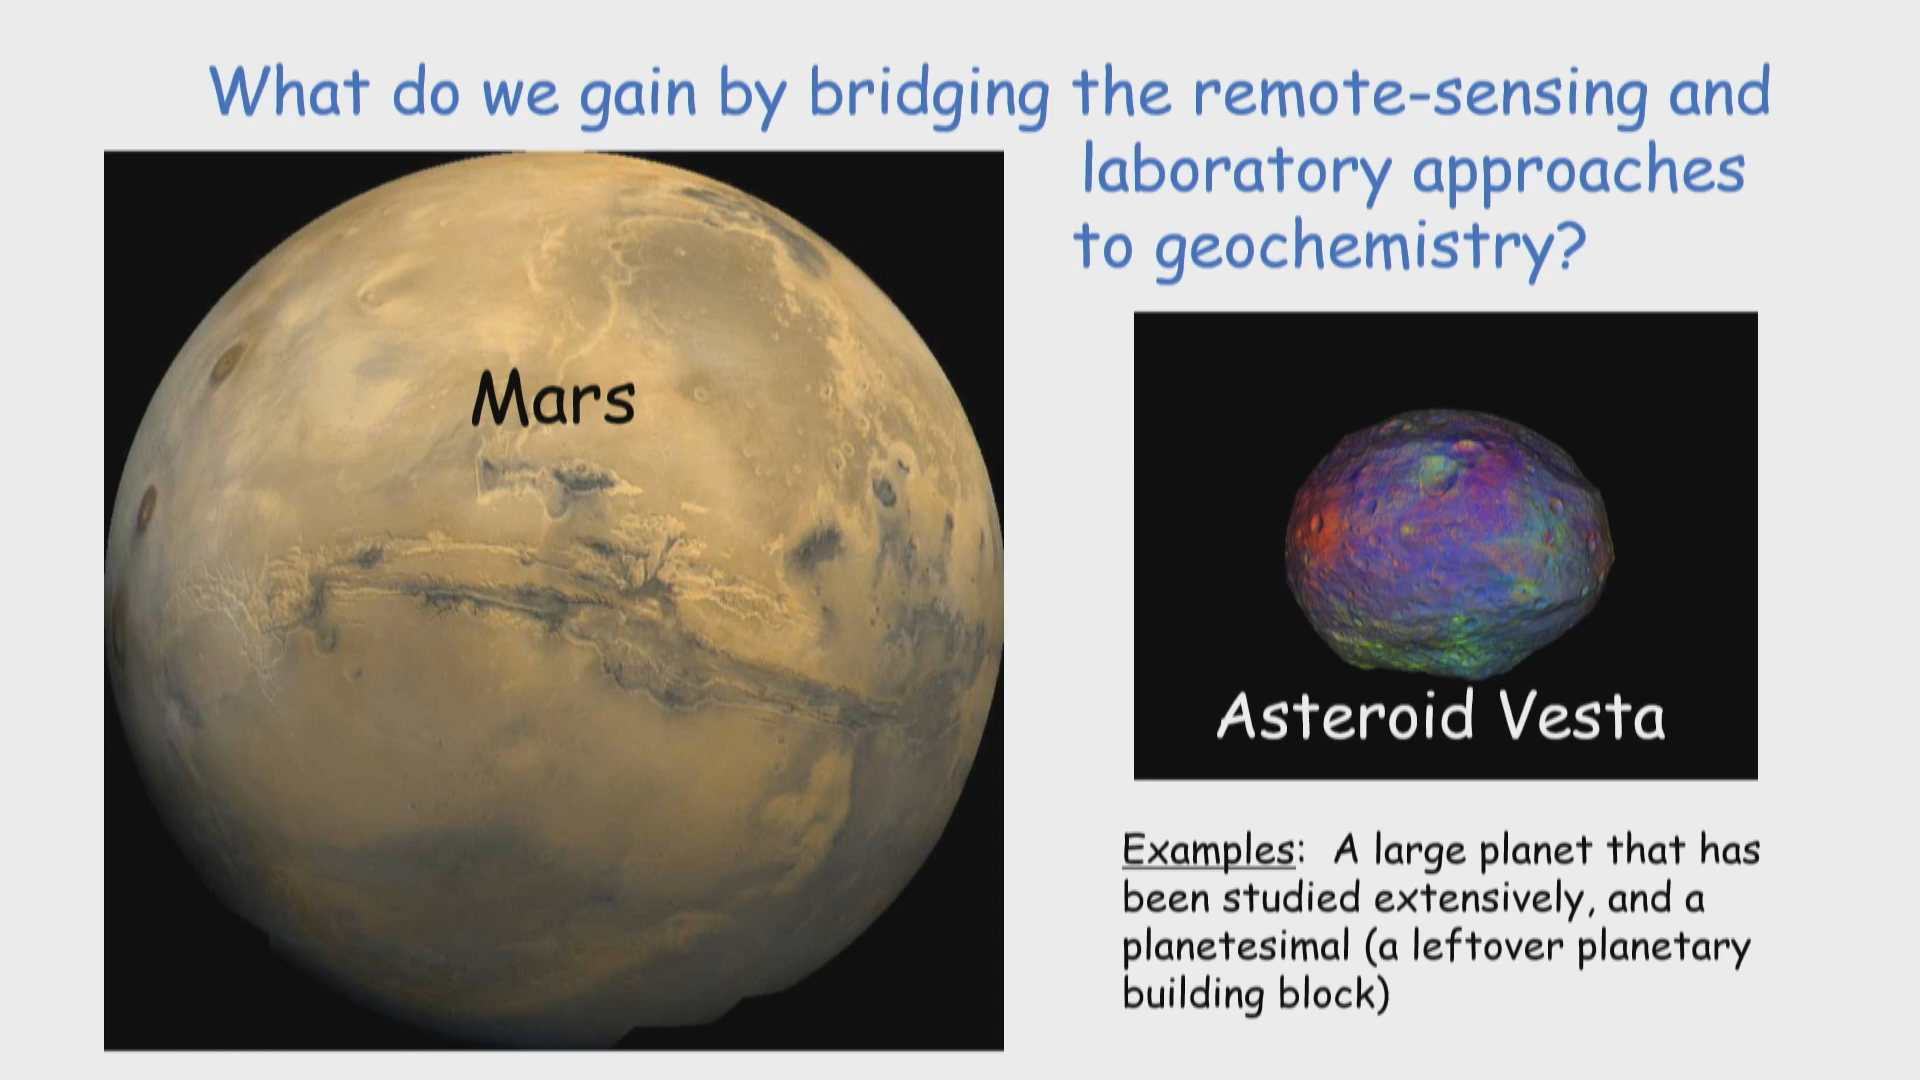 What do we gain by bridging the remote-sensing and
laboratory approaches
to geochemistry?
Mars
Asteroid Vesta
Examples: A large planet that has
been studied extensively, and a
planetesimal (a leftover planetary
building block)